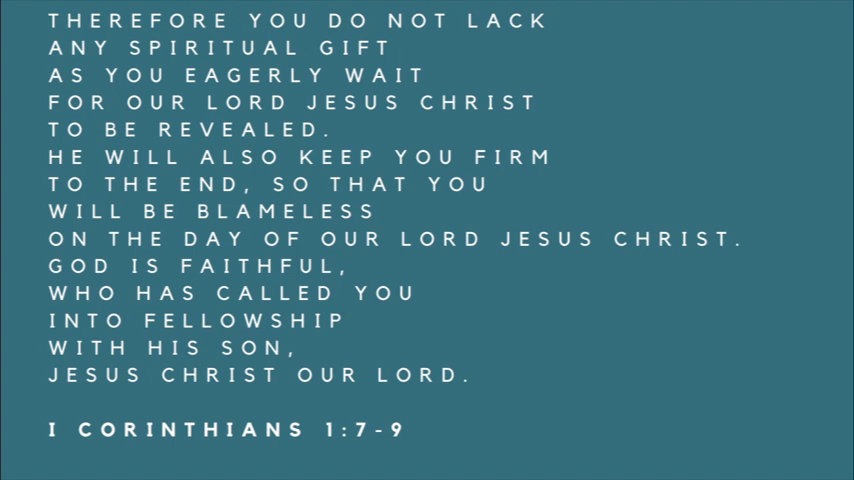 THEREFORE YOU DO NOT LACK
ANY SPIRITUAL GIFT
AS YOU EAGERLY WAIT
FOR OUR LORD JESUS CHRIST
TO BE REVEALED.
HE WILL ALSO KEEP YOU FIRM
TO THE END, SO THAT YOU
WILL BE BLAMELESS
ON THE DAY OF OUR LORD JESUS CHRIST.
GOD IS FAITHFUL,
WHO HAS CALLED YOU
INTO FELLOWSHIP
WITH HIS SON,
JESUS CHRIST OUR LORD.
I CORINTHIANS 1:7-9